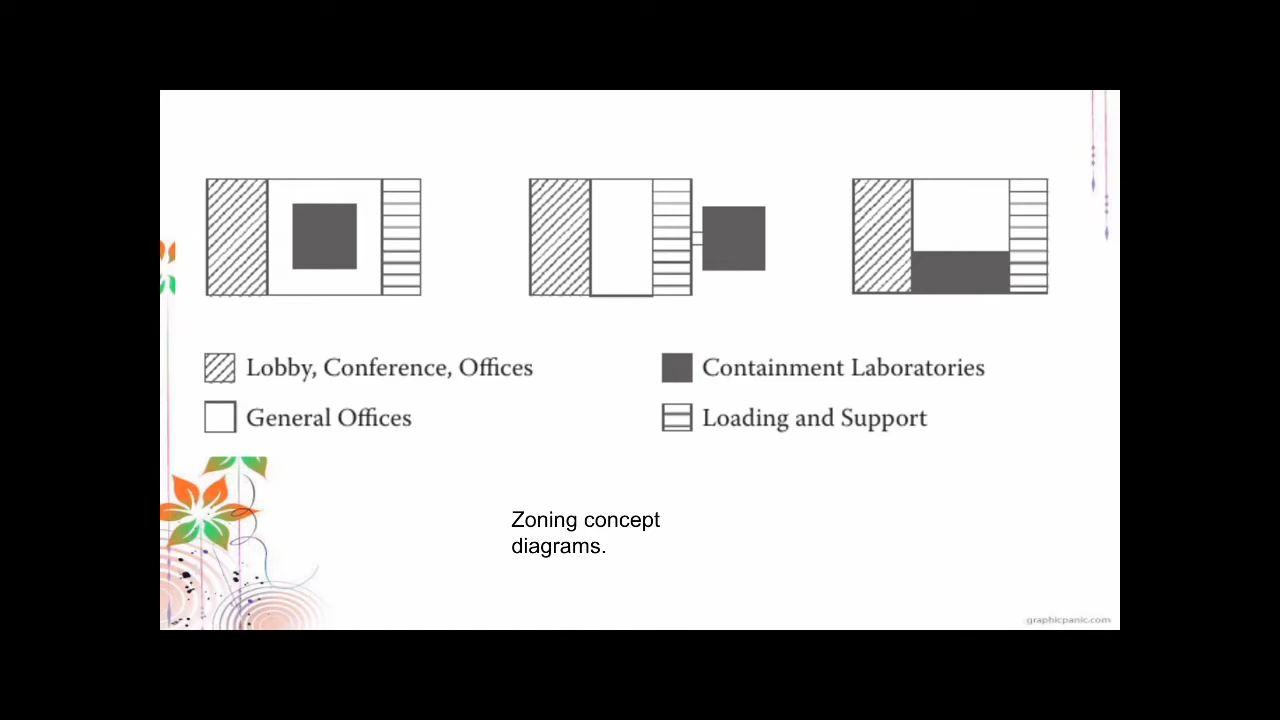 Lobby, Conference, Offices
Containment Laboratories
General Offices
Loading and Support
Zoning concept
diagrams.
graphicpanic.com